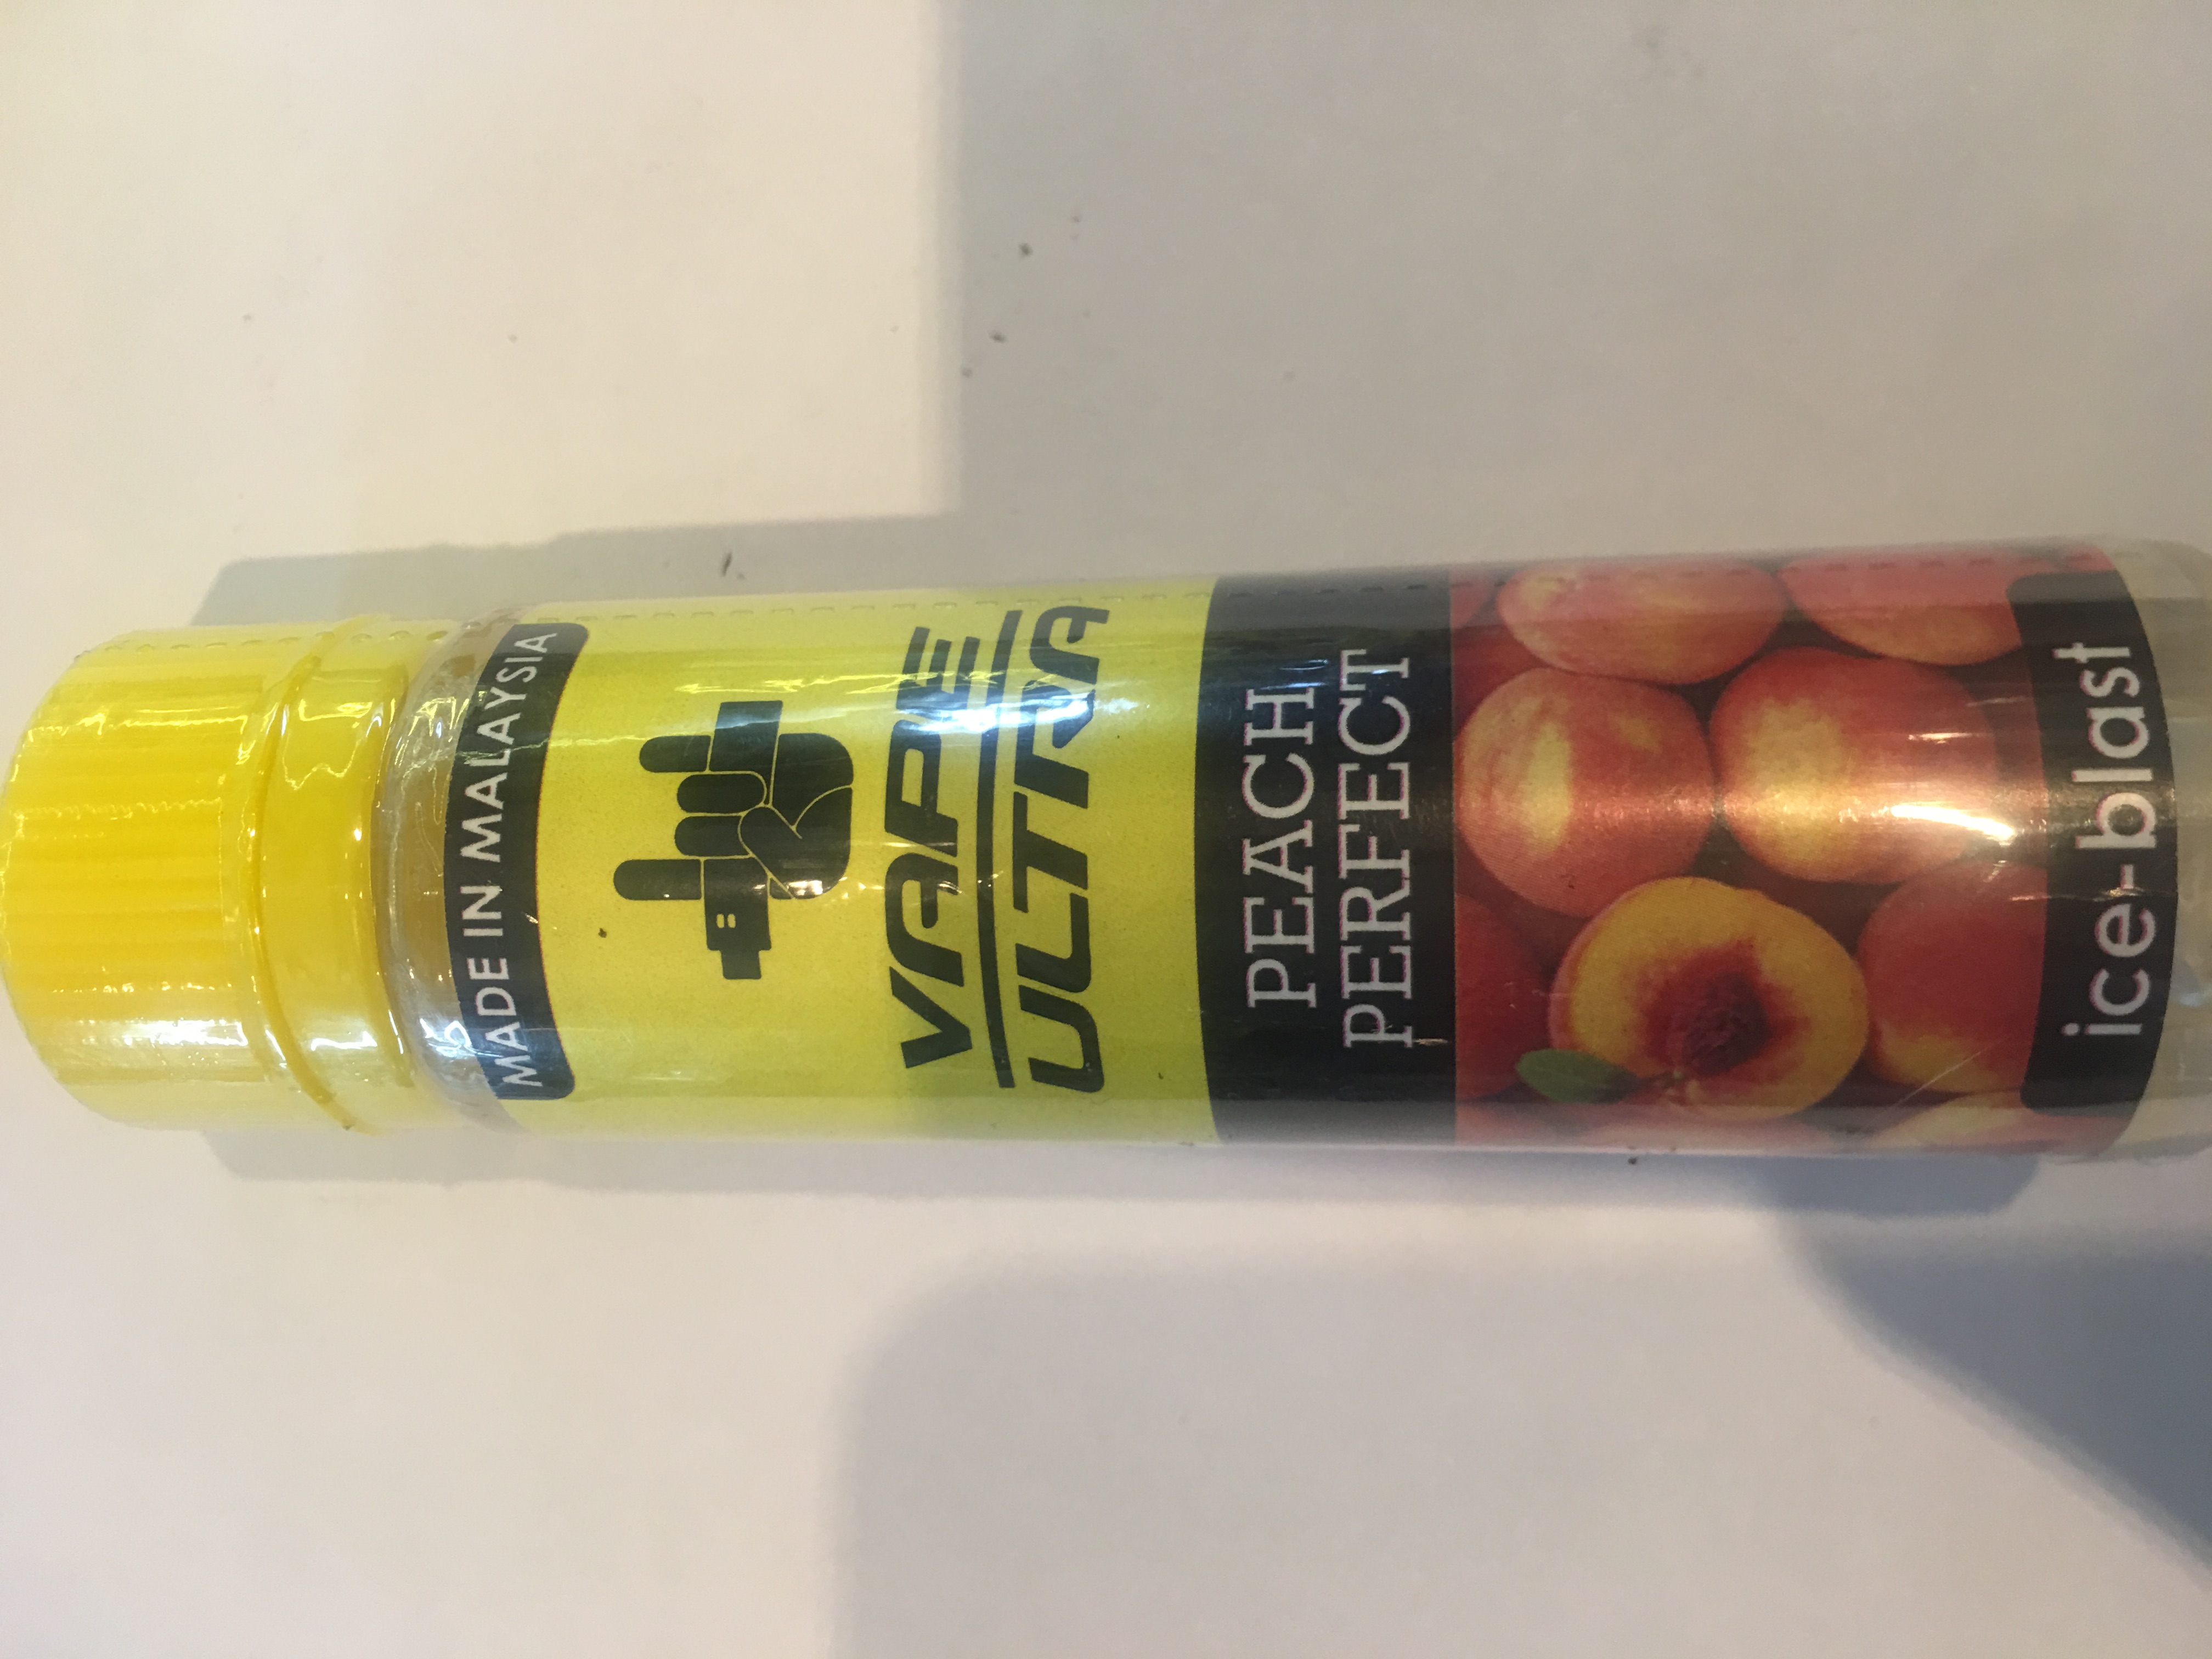 MADE IN MALAYSIA
VAPE
ULTRA
PEACH
PERFECT
ice-blast